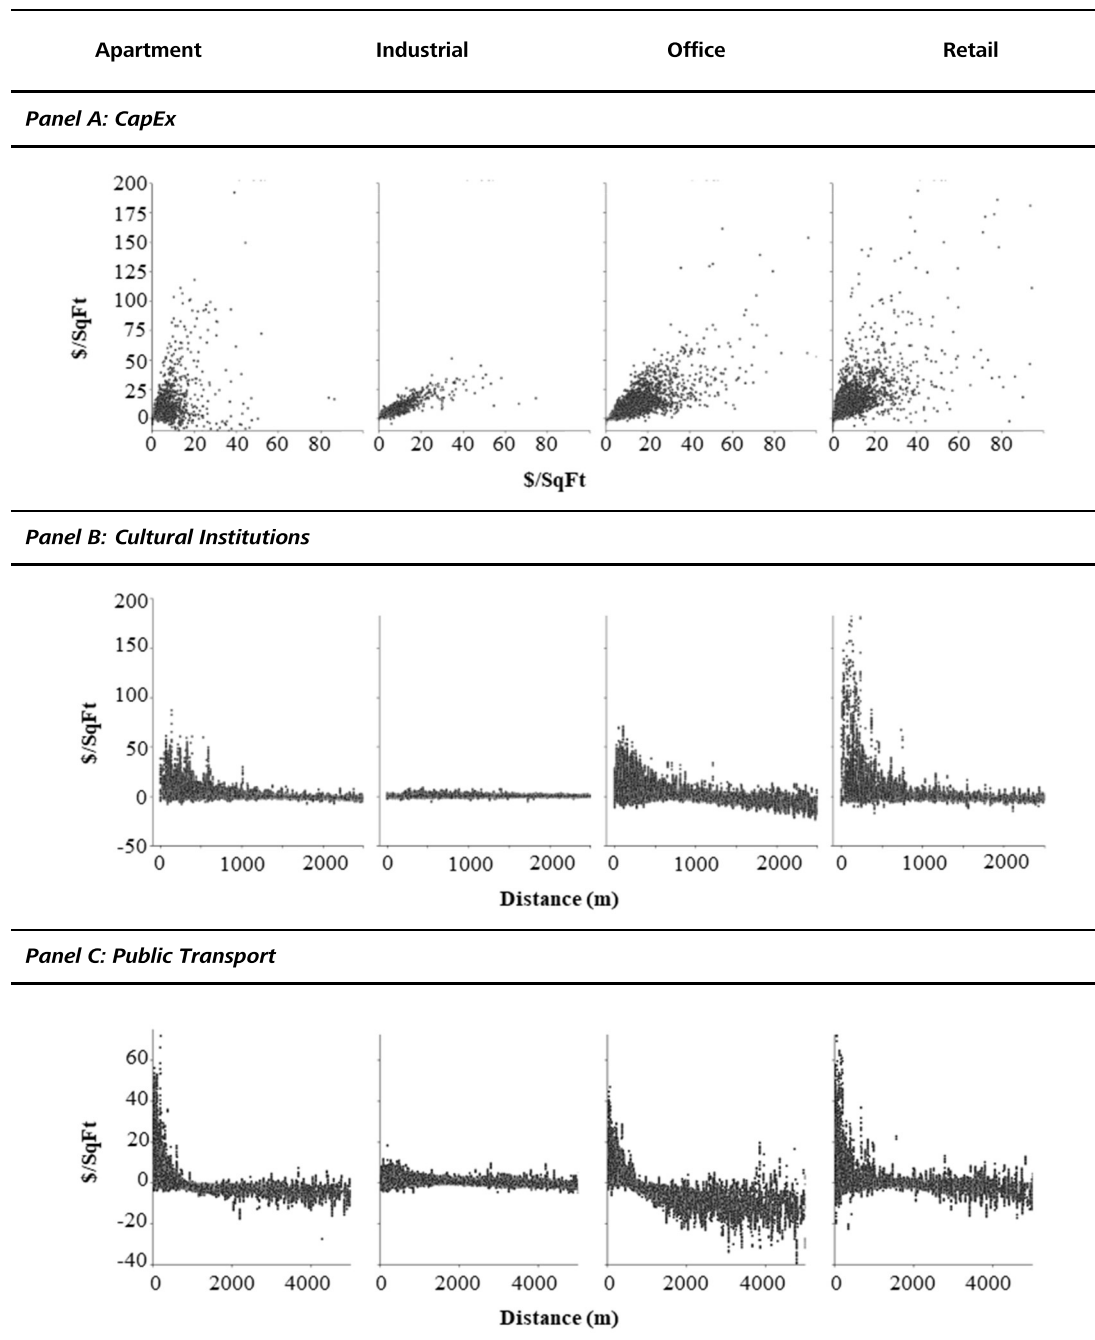 Apartment Industrial Office Retail
Panel A: CapEx
200
175
150
125
100
75
50
25
0
$/SqFt
0 20 40 60 80 0 20 40 60 80 0 20 40 60 80 0 20 40 60 80
$/SqFt
Panel B: Cultural Institutions
200
150
100
50
0
-50
$/SqFt
0 1000 2000 0 1000 2000 0 1000 2000 0 1000 2000
Distance (m)
Panel C: Public Transport
60
40
20
0
-20
-40
$/SqFt
0 2000 4000 0 2000 4000 0 2000 4000 0 2000 4000
Distance (m)